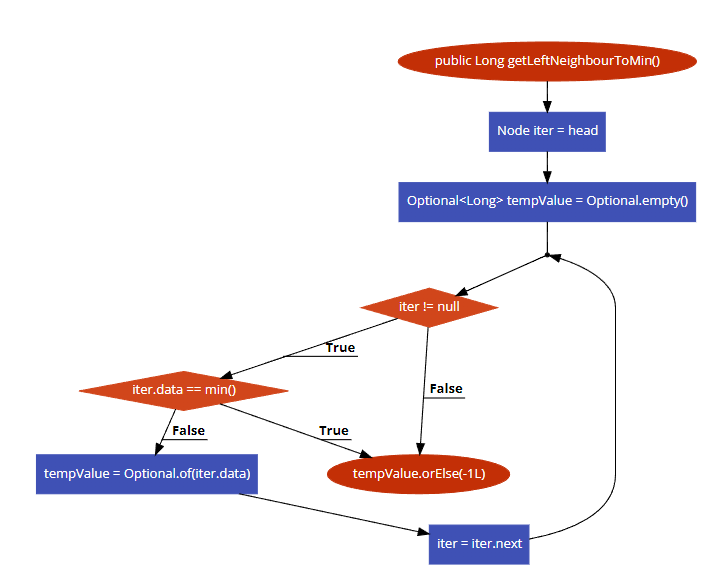 public Long getLeftNeighbourToMin()
Node iter = head
Optional<Long> tempValue = Optional.empty()
iter != null
True
iter.data == min()
False
False
True
tempValue = Optional.of(iter.data)
tempValue.orElse(-1L)
iter = iter.next